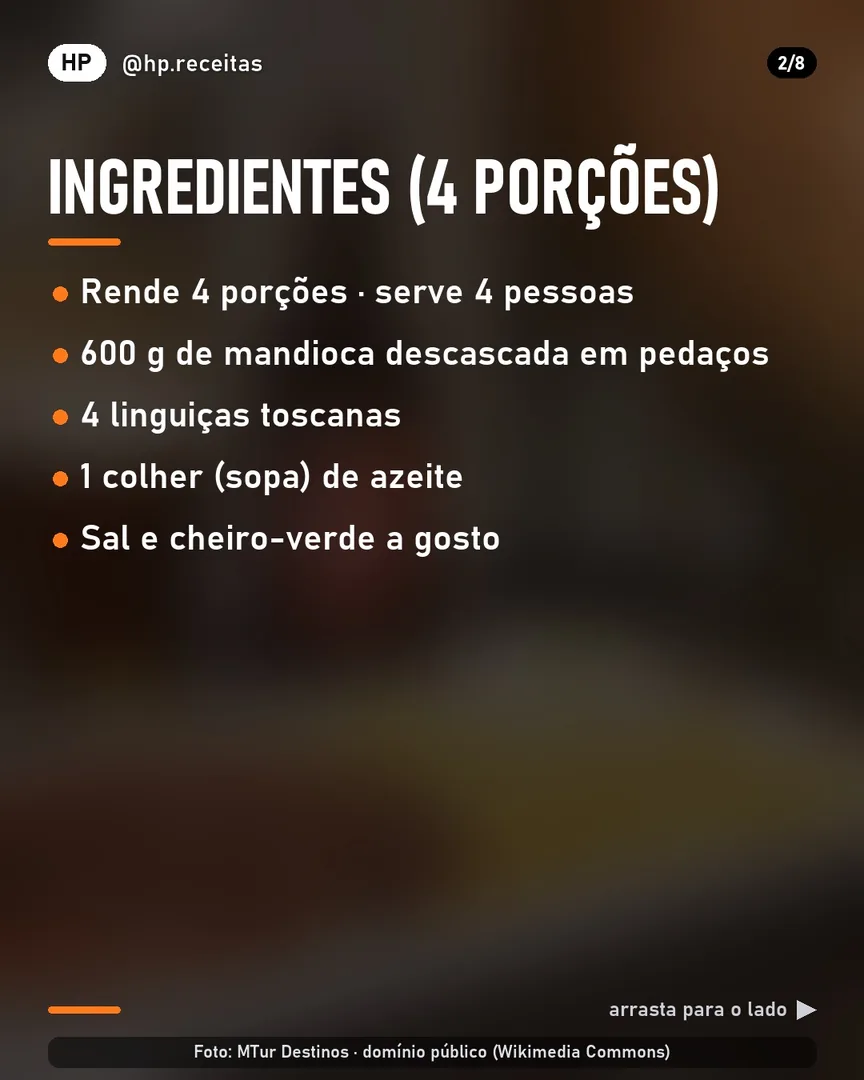 HP @hp.receitas 2/8
INGREDIENTES (4 PORÇÕES)
Rende 4 porções · serve 4 pessoas
600 g de mandioca descascada em pedaços
4 linguiças toscanas
1 colher (sopa) de azeite
Sal e cheiro-verde a gosto
arrasta para o lado ▶
Foto: MTur Destinos · domínio público (Wikimedia Commons)